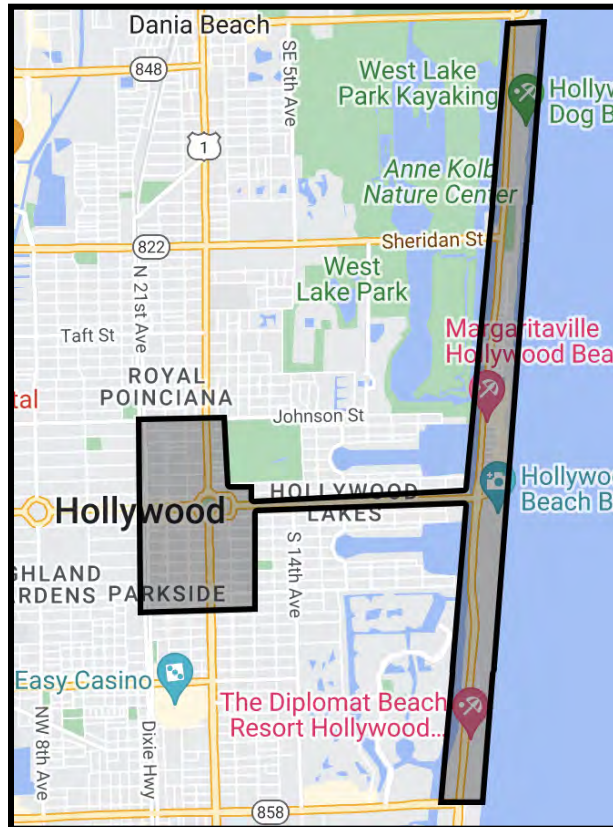 Dania Beach
848
SE 5th Ave
West Lake
Park Kayaking
Hollyw
Dog B
1
Anne Kolb
Nature Center
822
Sheridan St
N 21st Ave
West
Lake Park
Taft St
Margaritaville
Hollywood Bea
ROYAL
POINCIANA
tal
Johnson St
Hollywood
HOLLYWOOD
LAKES
Hollywoo
Beach B
S 14th Ave
GHLAND
RDENS
PARKSIDE
Easy Casino
The Diplomat Beach
Resort Hollywood...
NW 8th Ave
Dixie Hwy
858